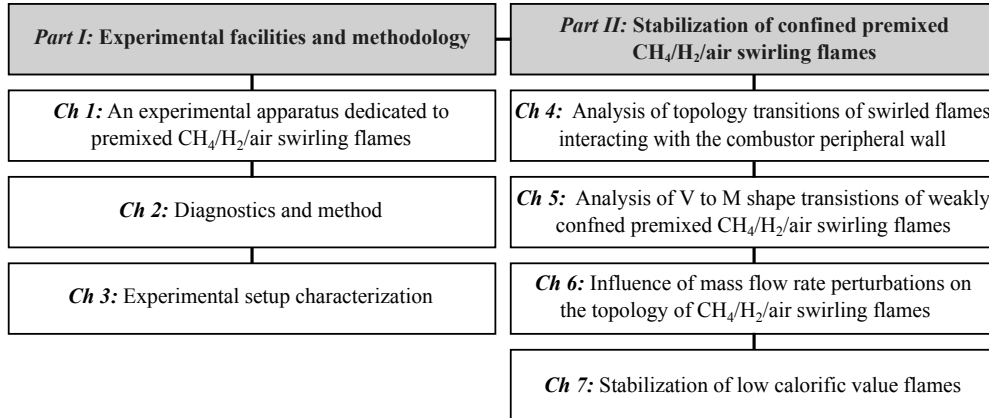 Part I: Experimental facilities and methodology
Ch 1: An experimental apparatus dedicated to
premixed CH₄/H₂/air swirling flames
Ch 2: Diagnostics and method
Ch 3: Experimental setup characterization
Part II: Stabilization of confined premixed
CH₄/H₂/air swirling flames
Ch 4: Analysis of topology transitions of swirled flames
interacting with the combustor peripheral wall
Ch 5: Analysis of V to M shape transistions of weakly
confned premixed CH₄/H₂/air swirling flames
Ch 6: Influence of mass flow rate perturbations on
the topology of CH₄/H₂/air swirling flames
Ch 7: Stabilization of low calorific value flames